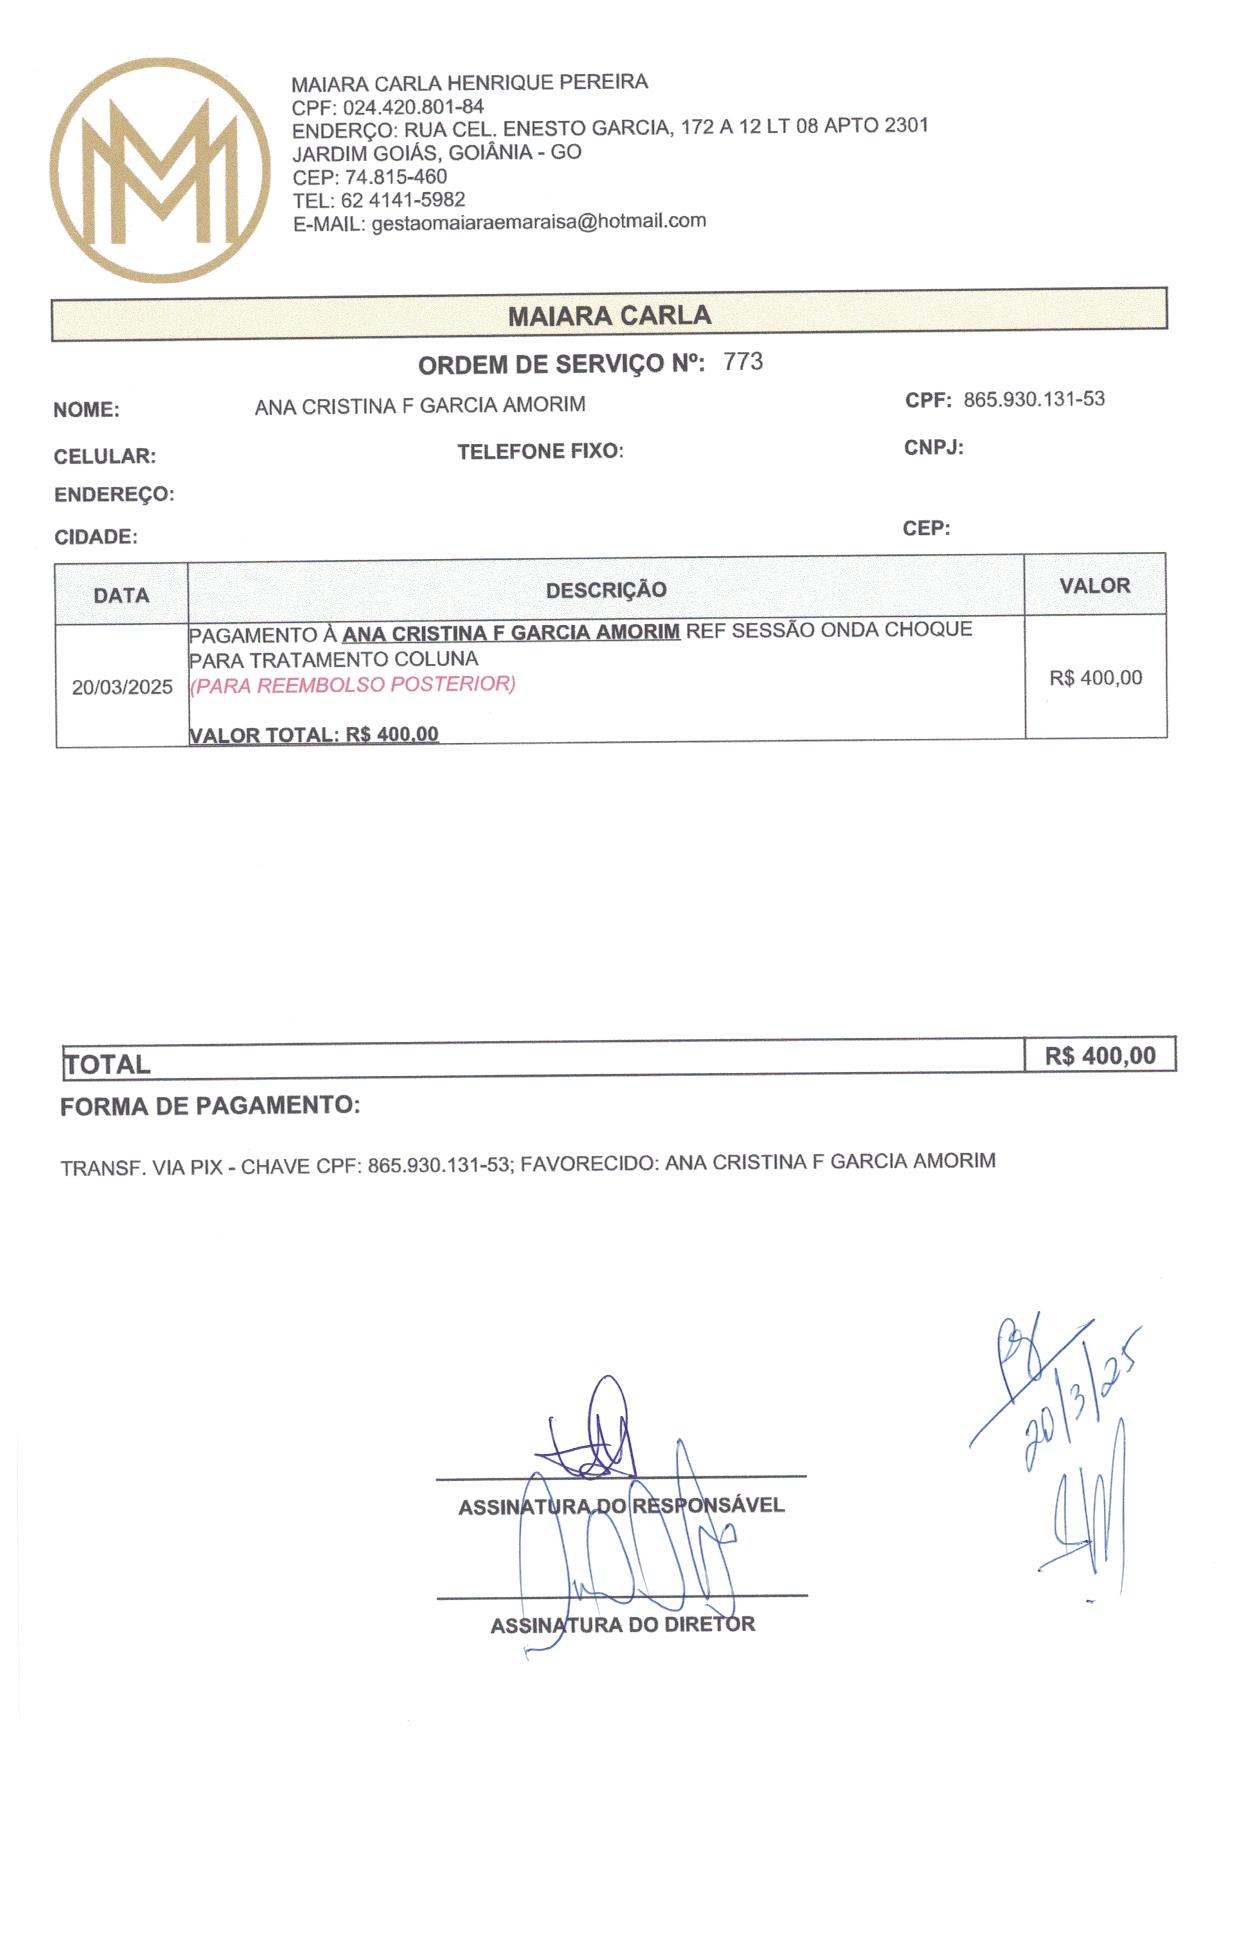 MAIARA CARLA HENRIQUE PEREIRA
CPF: 024.420.801-84
ENDERÇO: RUA CEL. ENESTO GARCIA, 172 A 12 LT 08 APTO 2301
JARDIM GOIÁS, GOIÂNIA - GO
CEP: 74.815-460
TEL: 62 4141-5982
E-MAIL: gestaomaiaraemaraisa@hotmail.com
MAIARA CARLA
ORDEM DE SERVIÇO Nº: 773
NOME: ANA CRISTINA F GARCIA AMORIM CPF: 865.930.131-53
CELULAR: TELEFONE FIXO: CNPJ:
ENDEREÇO:
CIDADE: CEP:
DATA DESCRIÇÃO VALOR
PAGAMENTO À ANA CRISTINA F GARCIA AMORIM REF SESSÃO ONDA CHOQUE
PARA TRATAMENTO COLUNA
20/03/2025 (PARA REEMBOLSO POSTERIOR) R$ 400,00
VALOR TOTAL: R$ 400,00
TOTAL R$ 400,00
FORMA DE PAGAMENTO:
TRANSF. VIA PIX - CHAVE CPF: 865.930.131-53; FAVORECIDO: ANA CRISTINA F GARCIA AMORIM
20/3/25
ASSINATURA DO RESPONSÁVEL
ASSINATURA DO DIRETOR